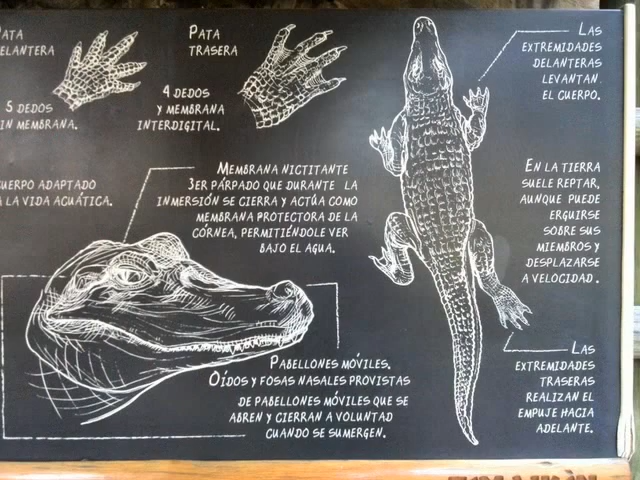 PATA
TRASERA
4 DEDOS
Y MEMBRANA
INTERDIGITAL.
5 DEDOS
MEMBRANA.
LAS
EXTREMIDADES
DELANTERAS
LEVANTAN
EL CUERPO.
ADAPTADO
A LA VIDA ACUÁTICA.
MEMBRANA NICTITANTE
3ER PÁRPADO QUE DURANTE LA
INMERSIÓN SE CIERRA Y ACTÚA COMO
MEMBRANA PROTECTORA DE LA
CÓRNEA, PERMITIÉNDOLE VER
BAJO EL AGUA.
EN LA TIERRA
SUELE REPTAR,
AUNQUE PUEDE
ERGUIRSE
SOBRE SUS
MIEMBROS Y
DESPLAZARSE
A VELOCIDAD.
PABELLONES MÓVILES.
OÍDOS Y FOSAS NASALES PROVISTAS
DE PABELLONES MÓVILES QUE SE
ABREN Y CIERRAN A VOLUNTAD
CUANDO SE SUMERGEN.
LAS
EXTREMIDADES
TRASERAS
REALIZAN EL
EMPUJE HACIA
ADELANTE.